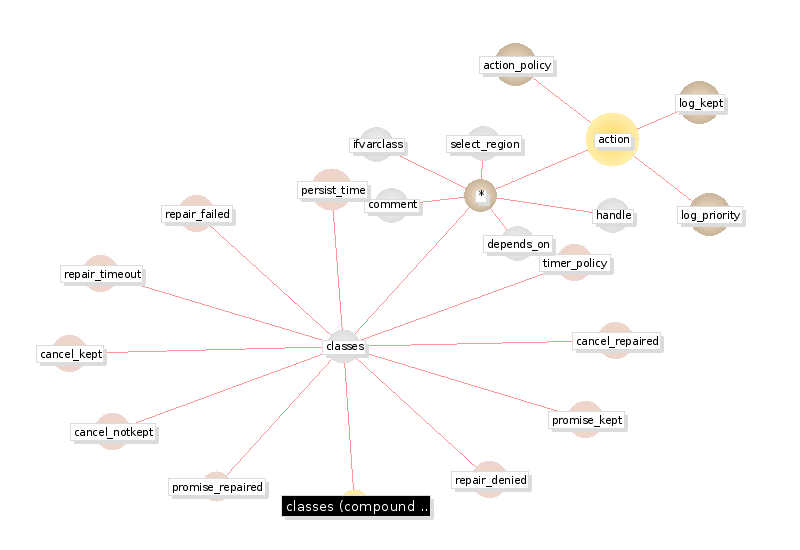 action_policy
log_kept
action
ifvarclass
select_region
persist_time
*
comment
repair_failed
handle
log_priority
depends_on
timer_policy
repair_timeout
cancel_repaired
classes
cancel_kept
promise_kept
cancel_notkept
repair_denied
promise_repaired
classes (compound ..